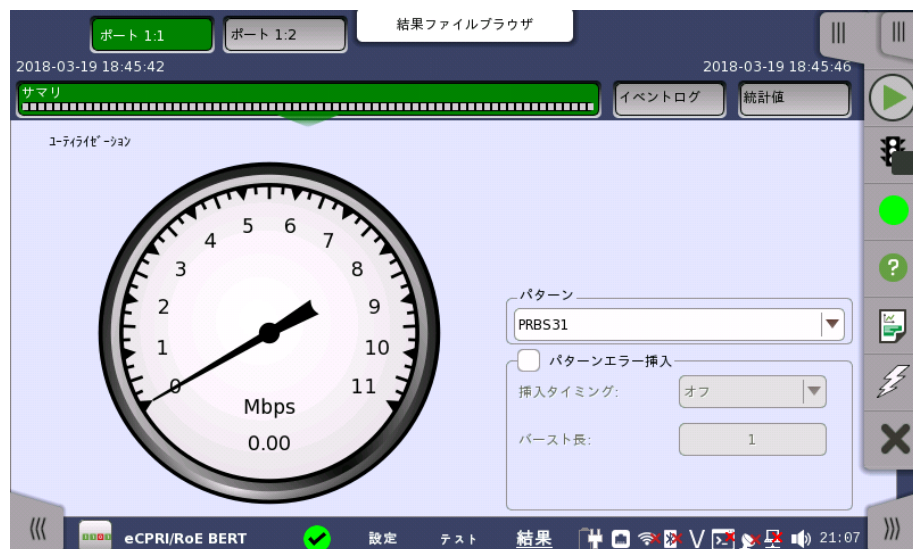 結果ファイルブラウザ
ポート 1:1
ポート 1:2
2018-03-19 18:45:42
2018-03-19 18:45:46
サマリ
イベントログ
統計値
ユーティライゼーション
0
1
2
3
4
5
6
7
8
9
10
11
Mbps
0.00
パターン
PRBS31
パターンエラー挿入
挿入タイミング:
オフ
バースト長:
1
eCPRI/RoE BERT
設定
テスト
結果
21:07